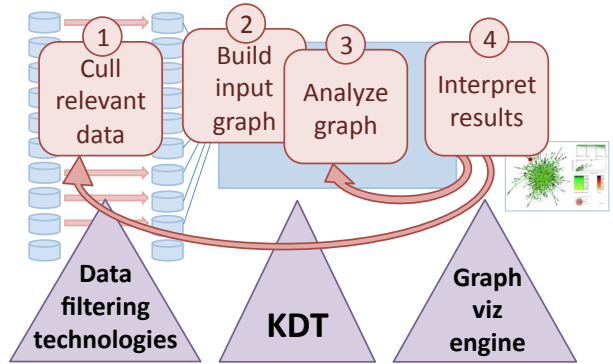 1
Cull
relevant
data
2
Build
input
graph
3
Analyze
graph
4
Interpret
results
Data
filtering
technologies
KDT
Graph
viz
engine